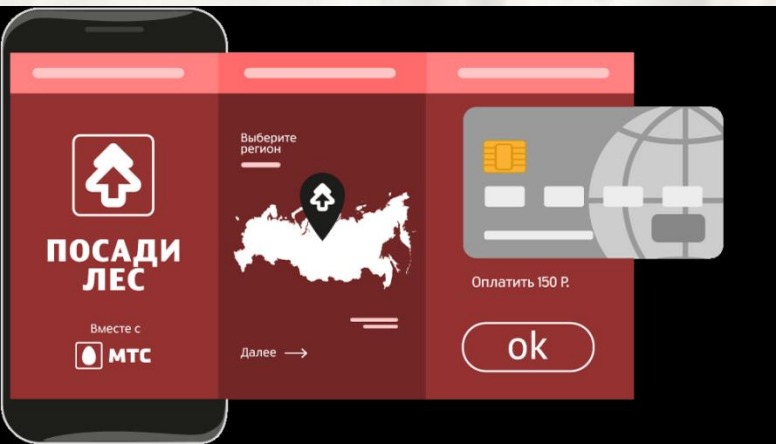 ПОСАДИ
ЛЕС
Вместе с
МТС
Выберите
регион
Далее
Оплатить 150 Р.
ok